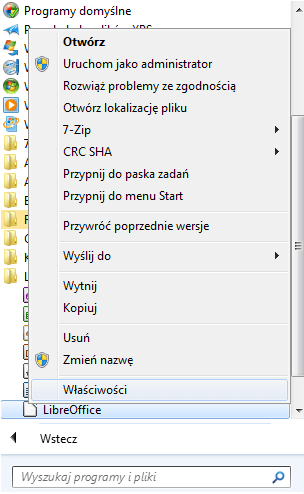 Programy domyślne
Otwórz
Uruchom jako administrator
Rozwiąż problemy ze zgodnością
Otwórz lokalizację pliku
7-Zip
CRC SHA
Przypnij do paska zadań
Przypnij do menu Start
Przywróć poprzednie wersje
Wyślij do
Wytnij
Kopiuj
Usuń
Zmień nazwę
Właściwości
LibreOffice
Wstecz
Wyszukaj programy i pliki